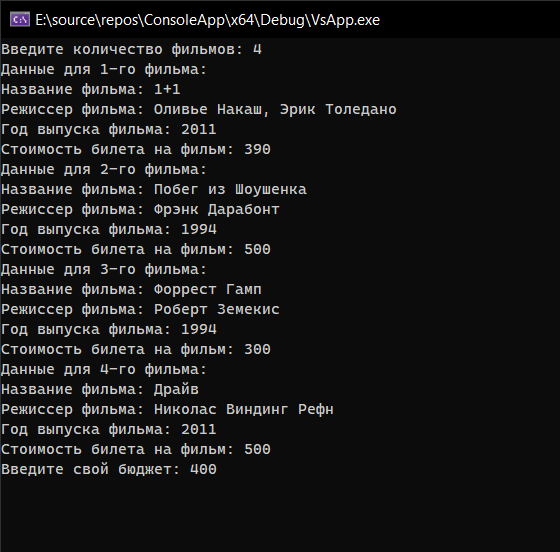 E:\source\repos\ConsoleApp\x64\Debug\VsApp.exe
Введите количество фильмов: 4
Данные для 1-го фильма:
Название фильма: 1+1
Режиссер фильма: Оливье Накаш, Эрик Толедано
Год выпуска фильма: 2011
Стоимость билета на фильм: 390
Данные для 2-го фильма:
Название фильма: Побег из Шоушенка
Режиссер фильма: Фрэнк Дарабонт
Год выпуска фильма: 1994
Стоимость билета на фильм: 500
Данные для 3-го фильма:
Название фильма: Форрест Гамп
Режиссер фильма: Роберт Земекис
Год выпуска фильма: 1994
Стоимость билета на фильм: 300
Данные для 4-го фильма:
Название фильма: Драйв
Режиссер фильма: Николас Виндинг Рефн
Год выпуска фильма: 2011
Стоимость билета на фильм: 500
Введите свой бюджет: 400